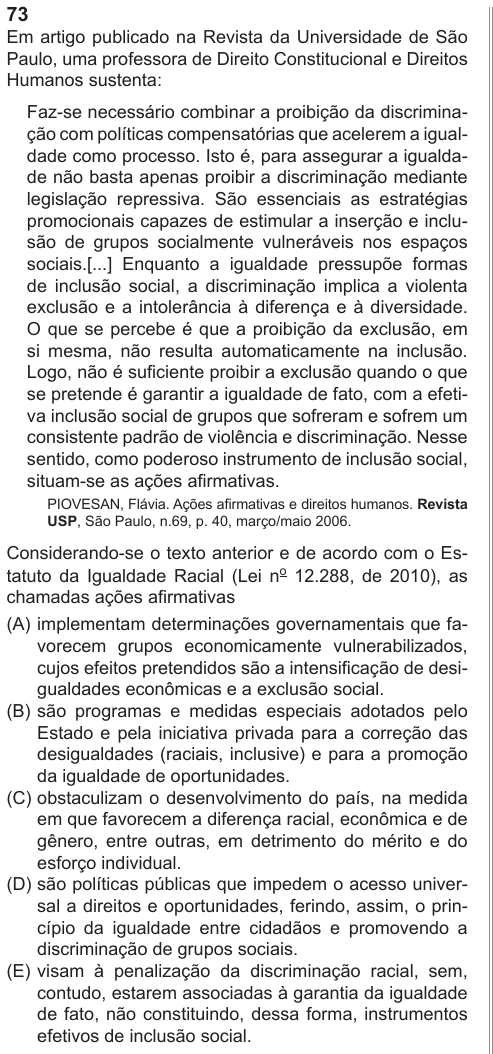 73
Em artigo publicado na Revista da Universidade de São
Paulo, uma professora de Direito Constitucional e Direitos
Humanos sustenta:
Faz-se necessário combinar a proibição da discrimina-
ção com políticas compensatórias que acelerem a igual-
dade como processo. Isto é, para assegurar a igualda-
de não basta apenas proibir a discriminação mediante
legislação repressiva. São essenciais as estratégias
promocionais capazes de estimular a inserção e inclu-
são de grupos socialmente vulneráveis nos espaços
sociais.[...] Enquanto a igualdade pressupõe formas
de inclusão social, a discriminação implica a violenta
exclusão e a intolerância à diferença e à diversidade.
O que se percebe é que a proibição da exclusão, em
si mesma, não resulta automaticamente na inclusão.
Logo, não é suficiente proibir a exclusão quando o que
se pretende é garantir a igualdade de fato, com a efeti-
va inclusão social de grupos que sofreram e sofrem um
consistente padrão de violência e discriminação. Nesse
sentido, como poderoso instrumento de inclusão social,
situam-se as ações afirmativas.
PIOVESAN, Flávia. Ações afirmativas e direitos humanos. Revista
USP, São Paulo, n.69, p. 40, março/maio 2006.
Considerando-se o texto anterior e de acordo com o Es-
tatuto da Igualdade Racial (Lei nº 12.288, de 2010), as
chamadas ações afirmativas
(A) implementam determinações governamentais que fa-
vorecem grupos economicamente vulnerabilizados,
cujos efeitos pretendidos são a intensificação de desi-
gualdades econômicas e a exclusão social.
(B) são programas e medidas especiais adotados pelo
Estado e pela iniciativa privada para a correção das
desigualdades (raciais, inclusive) e para a promoção
da igualdade de oportunidades.
(C) obstaculizam o desenvolvimento do país, na medida
em que favorecem a diferença racial, econômica e de
gênero, entre outras, em detrimento do mérito e do
esforço individual.
(D) são políticas públicas que impedem o acesso univer-
sal a direitos e oportunidades, ferindo, assim, o prin-
cípio da igualdade entre cidadãos e promovendo a
discriminação de grupos sociais.
(E) visam à penalização da discriminação racial, sem,
contudo, estarem associadas à garantia da igualdade
de fato, não constituindo, dessa forma, instrumentos
efetivos de inclusão social.